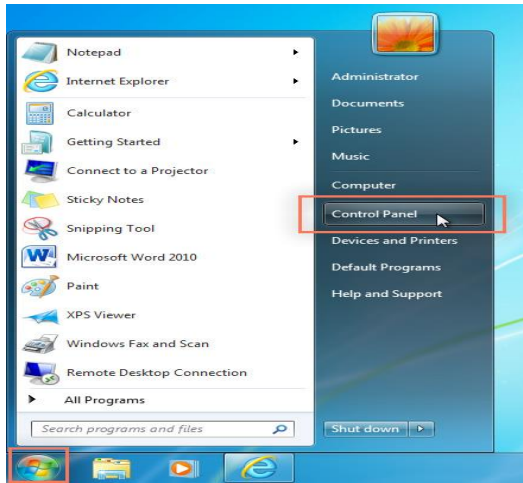 Notepad
Internet Explorer
Calculator
Getting Started
Connect to a Projector
Sticky Notes
Snipping Tool
Microsoft Word 2010
Paint
XPS Viewer
Windows Fax and Scan
Remote Desktop Connection
All Programs
Search programs and files
Administrator
Documents
Pictures
Music
Computer
Control Panel
Devices and Printers
Default Programs
Help and Support
Shut down